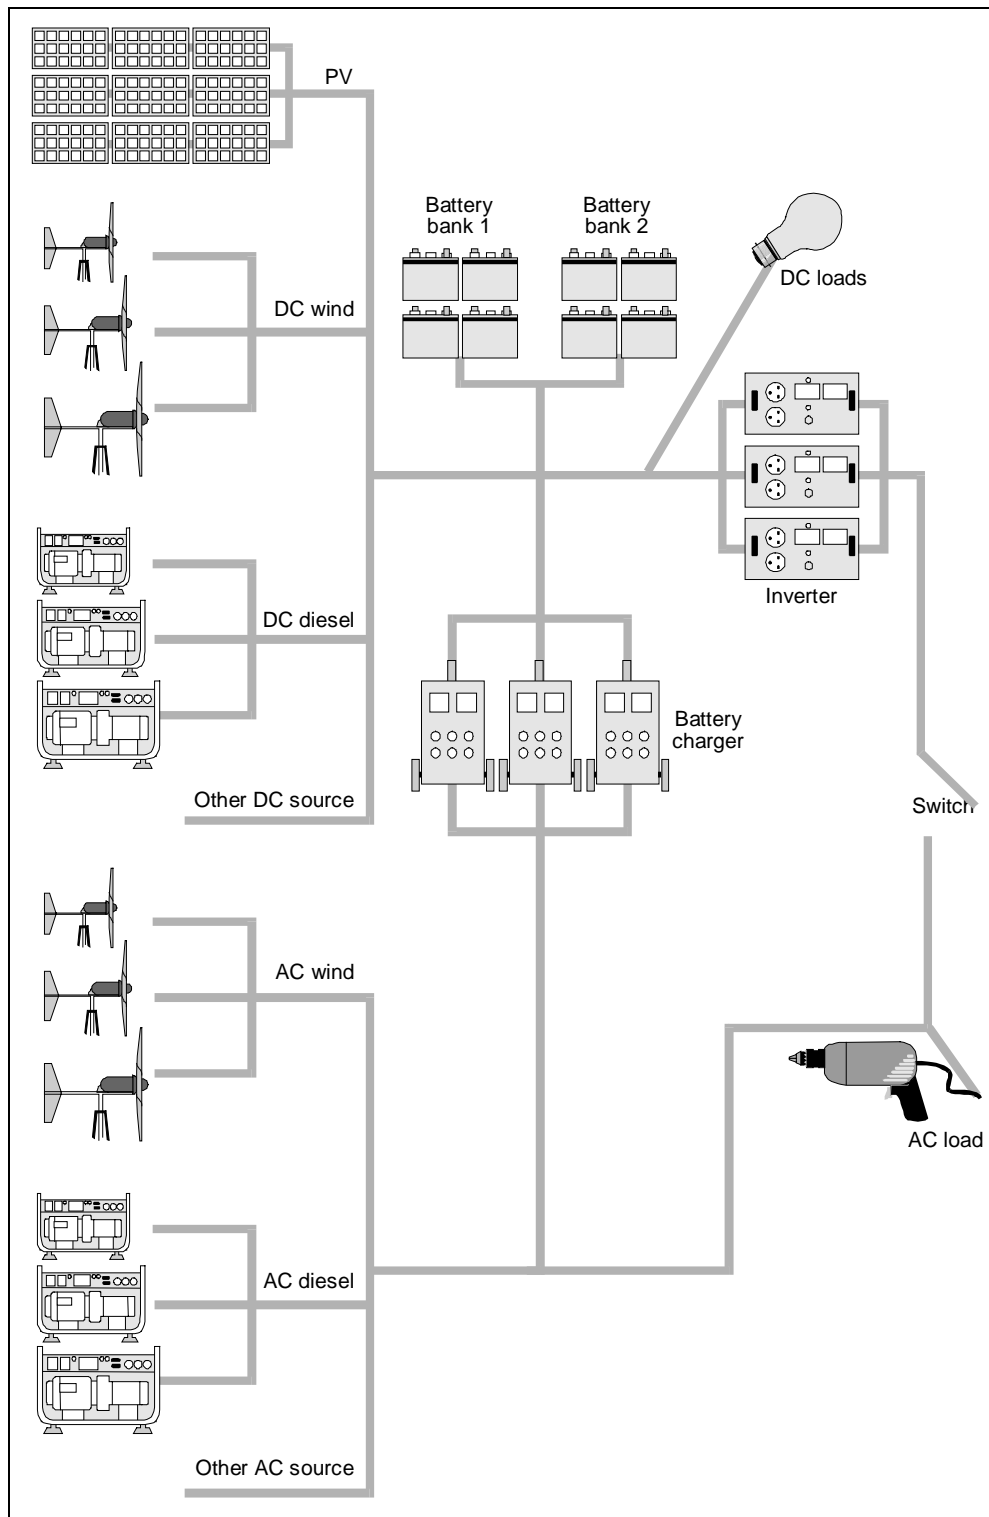 PV
Battery
bank 1
Battery
bank 2
DC loads
DC wind
Inverter
DC diesel
Battery
charger
Other DC source
Switch
AC wind
AC load
AC diesel
Other AC source